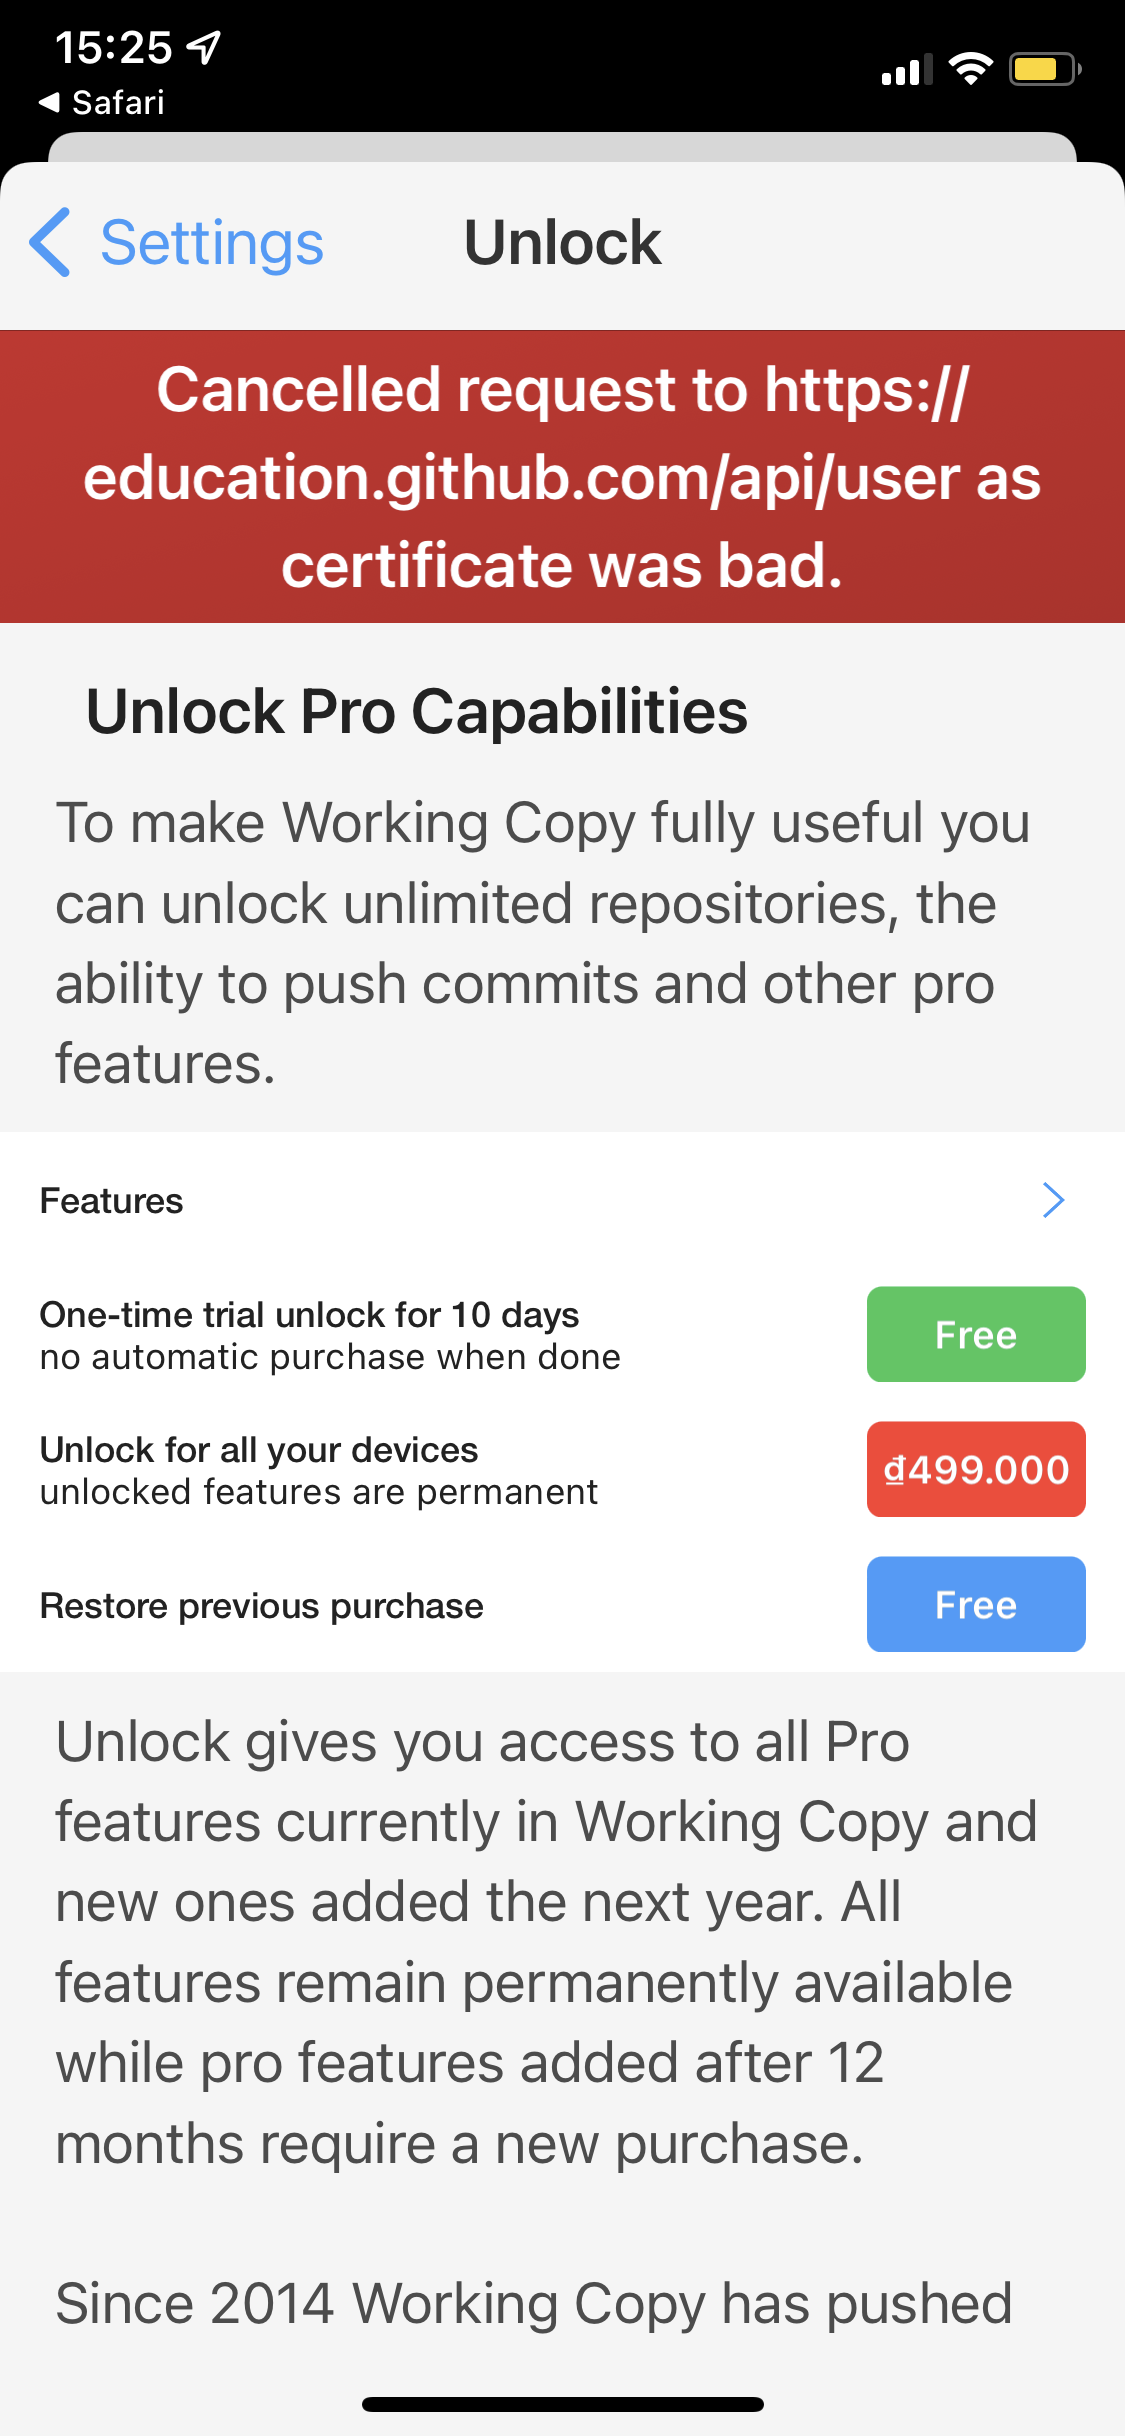 15:25
Safari
Settings
Unlock
Cancelled request to https://
education.github.com/api/user as
certificate was bad.
Unlock Pro Capabilities
To make Working Copy fully useful you
can unlock unlimited repositories, the
ability to push commits and other pro
features.
Features
One-time trial unlock for 10 days
no automatic purchase when done
Free
Unlock for all your devices
unlocked features are permanent
₫499.000
Restore previous purchase
Free
Unlock gives you access to all Pro
features currently in Working Copy and
new ones added the next year. All
features remain permanently available
while pro features added after 12
months require a new purchase.
Since 2014 Working Copy has pushed